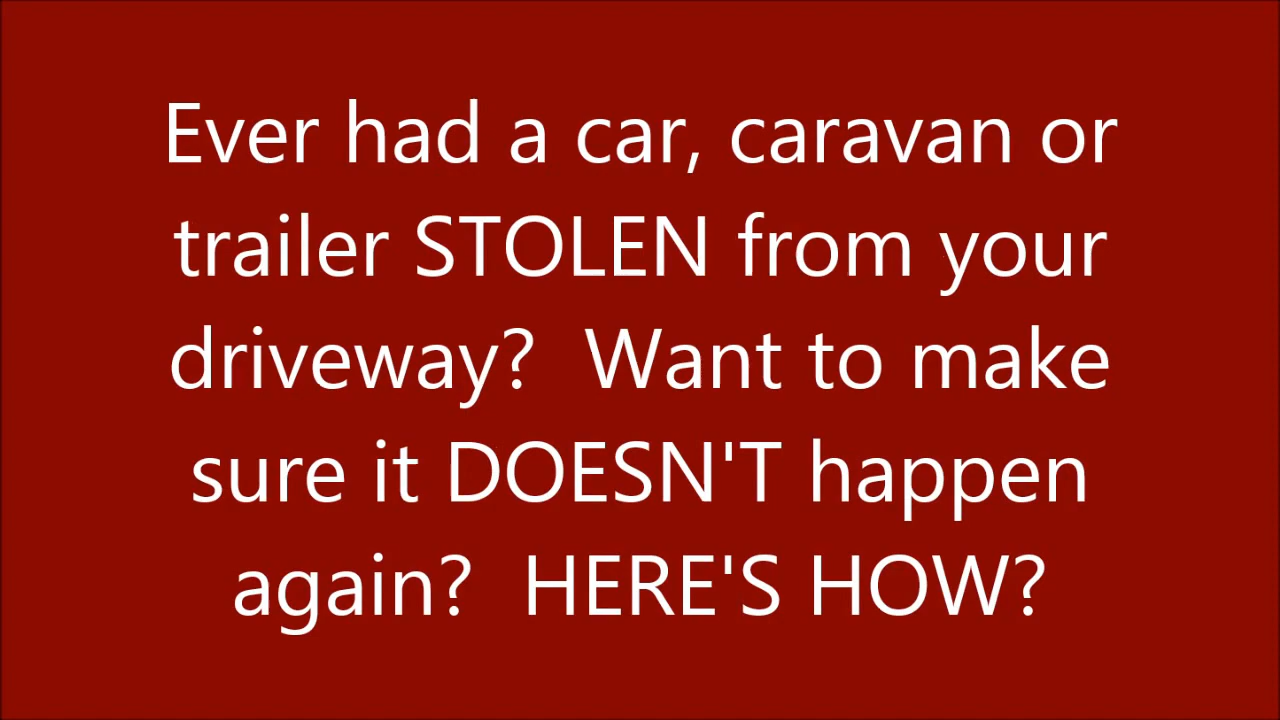 Ever had a car, caravan or
trailer STOLEN from your
driveway?  Want to make
sure it DOESN'T happen
again?  HERE'S HOW?